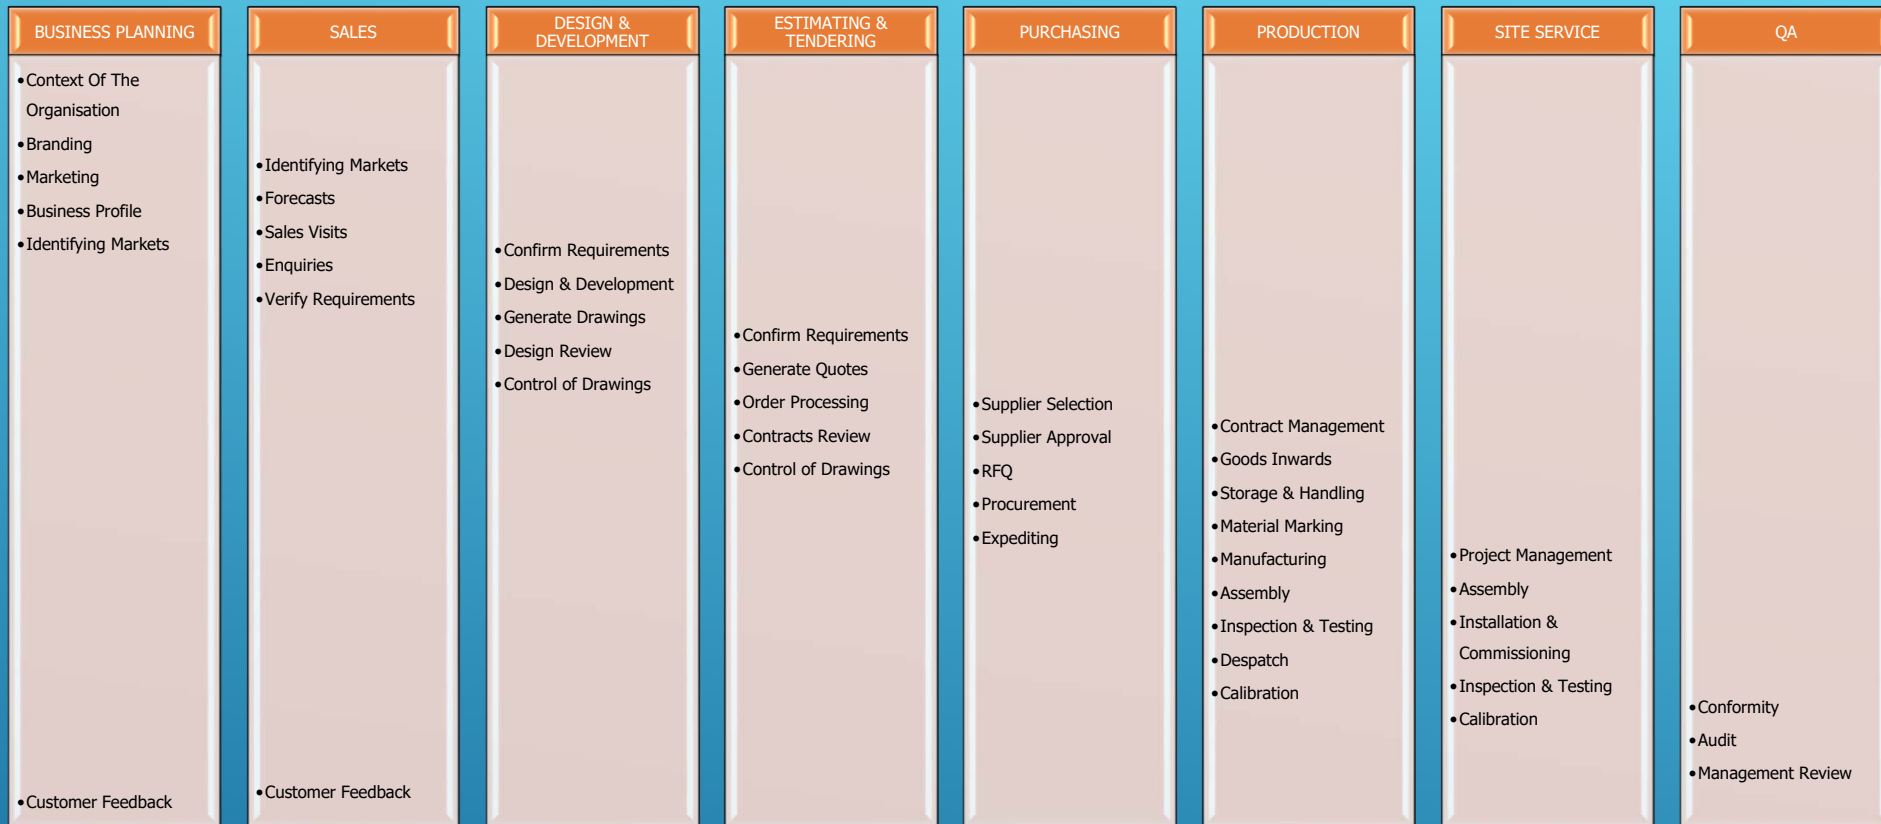 BUSINESS PLANNING
•Context Of The
Organisation
•Branding
•Marketing
•Business Profile
•Identifying Markets
•Customer Feedback
SALES
•Identifying Markets
•Forecasts
•Sales Visits
•Enquiries
•Verify Requirements
•Customer Feedback
DESIGN &
DEVELOPMENT
•Confirm Requirements
•Design & Development
•Generate Drawings
•Design Review
•Control of Drawings
ESTIMATING &
TENDERING
•Confirm Requirements
•Generate Quotes
•Order Processing
•Contracts Review
•Control of Drawings
PURCHASING
•Supplier Selection
•Supplier Approval
•RFQ
•Procurement
•Expediting
PRODUCTION
•Contract Management
•Goods Inwards
•Storage & Handling
•Material Marking
•Manufacturing
•Assembly
•Inspection & Testing
•Despatch
•Calibration
SITE SERVICE
•Project Management
•Assembly
•Installation &
Commissioning
•Inspection & Testing
•Calibration
QA
•Conformity
•Audit
•Management Review